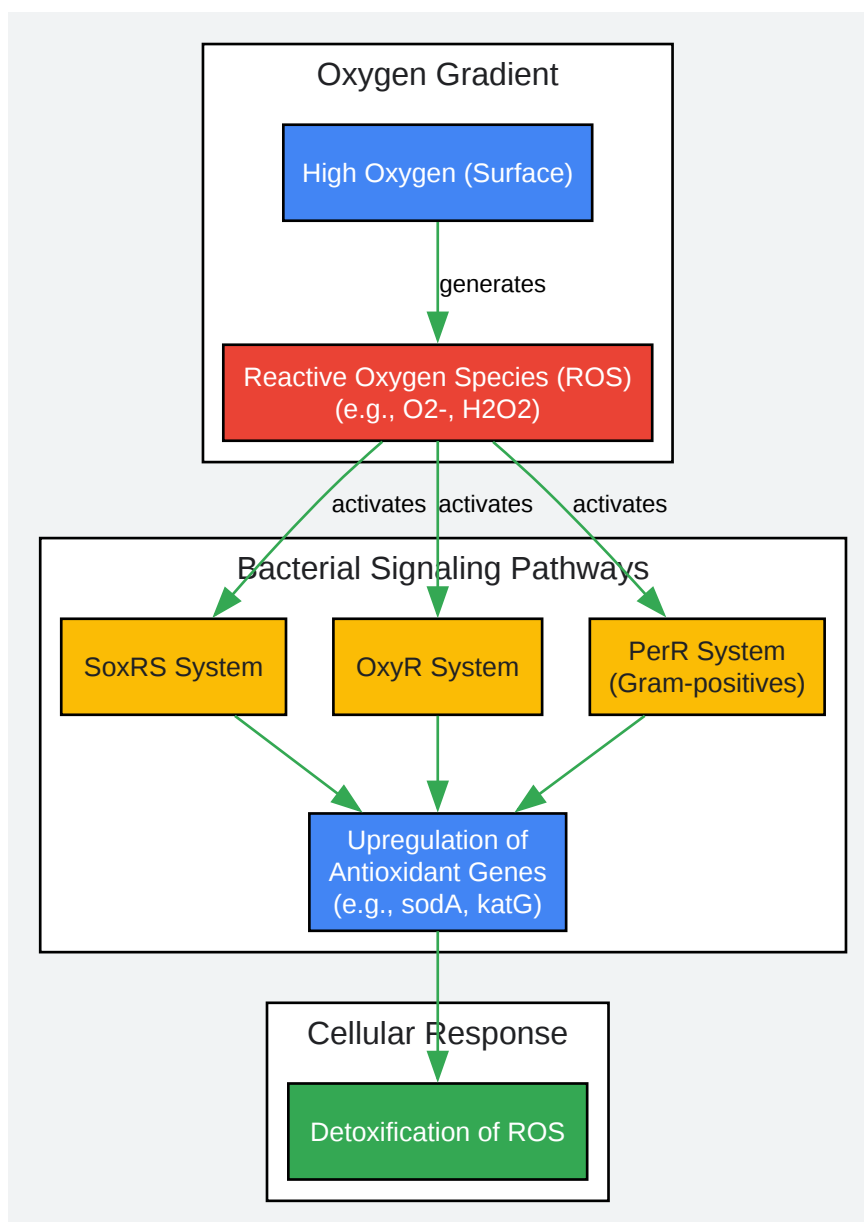 Oxygen Gradient
High Oxygen (Surface)
generates
Reactive Oxygen Species (ROS)
(e.g., O2-, H2O2)
activates
activates
activates
Bacterial Signaling Pathways
SoxRS System
OxyR System
PerR System
(Gram-positives)
Upregulation of
Antioxidant Genes
(e.g., sodA, katG)
Cellular Response
Detoxification of ROS